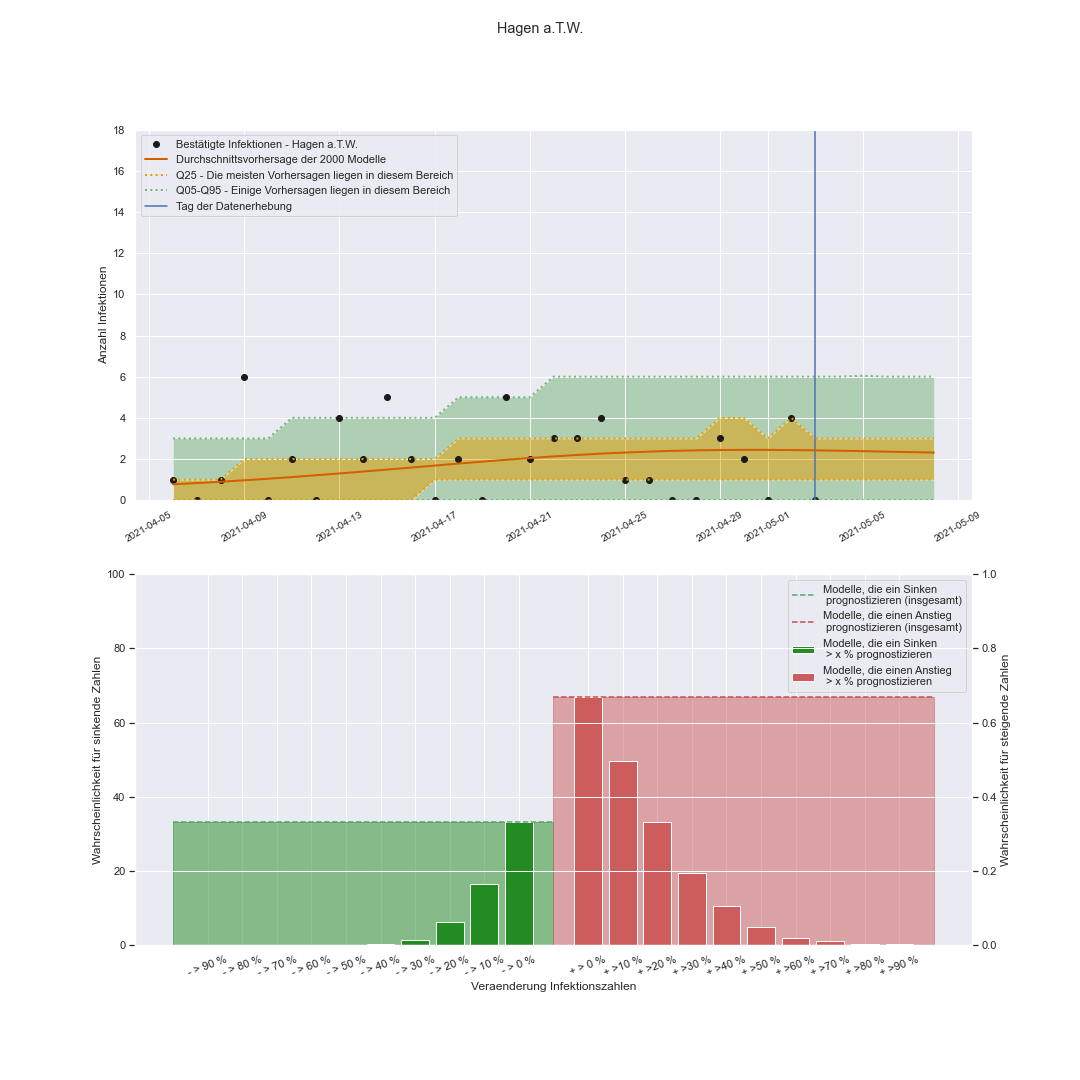 Hagen a.T.W.
18
16
14
12
10
8
6
4
2
0
Anzahl Infektionen
Bestätigte Infektionen - Hagen a.T.W.
Durchschnittsvorhersage der 2000 Modelle
Q25 - Die meisten Vorhersagen liegen in diesem Bereich
Q05-Q95 - Einige Vorhersagen liegen in diesem Bereich
Tag der Datenerhebung
2021-04-05
2021-04-09
2021-04-13
2021-04-17
2021-04-21
2021-04-25
2021-04-29
2021-05-01
2021-05-05
2021-05-09
100
80
60
40
20
0
Wahrscheinlichkeit für sinkende Zahlen
Modelle, die ein Sinken
prognostizieren (insgesamt)
Modelle, die einen Anstieg
prognostizieren (insgesamt)
Modelle, die ein Sinken
> x % prognostizieren
Modelle, die einen Anstieg
> x % prognostizieren
1.0
0.8
0.6
0.4
0.2
0.0
Wahrscheinlichkeit für steigende Zahlen
- > 90 %
- > 80 %
- > 70 %
- > 60 %
- > 50 %
- > 40 %
- > 30 %
- > 20 %
- > 10 %
- > 0 %
+ > 0 %
+ >10 %
+ >20 %
+ >30 %
+ >40 %
+ >50 %
+ >60 %
+ >70 %
+ >80 %
+ >90 %
Veraenderung Infektionszahlen